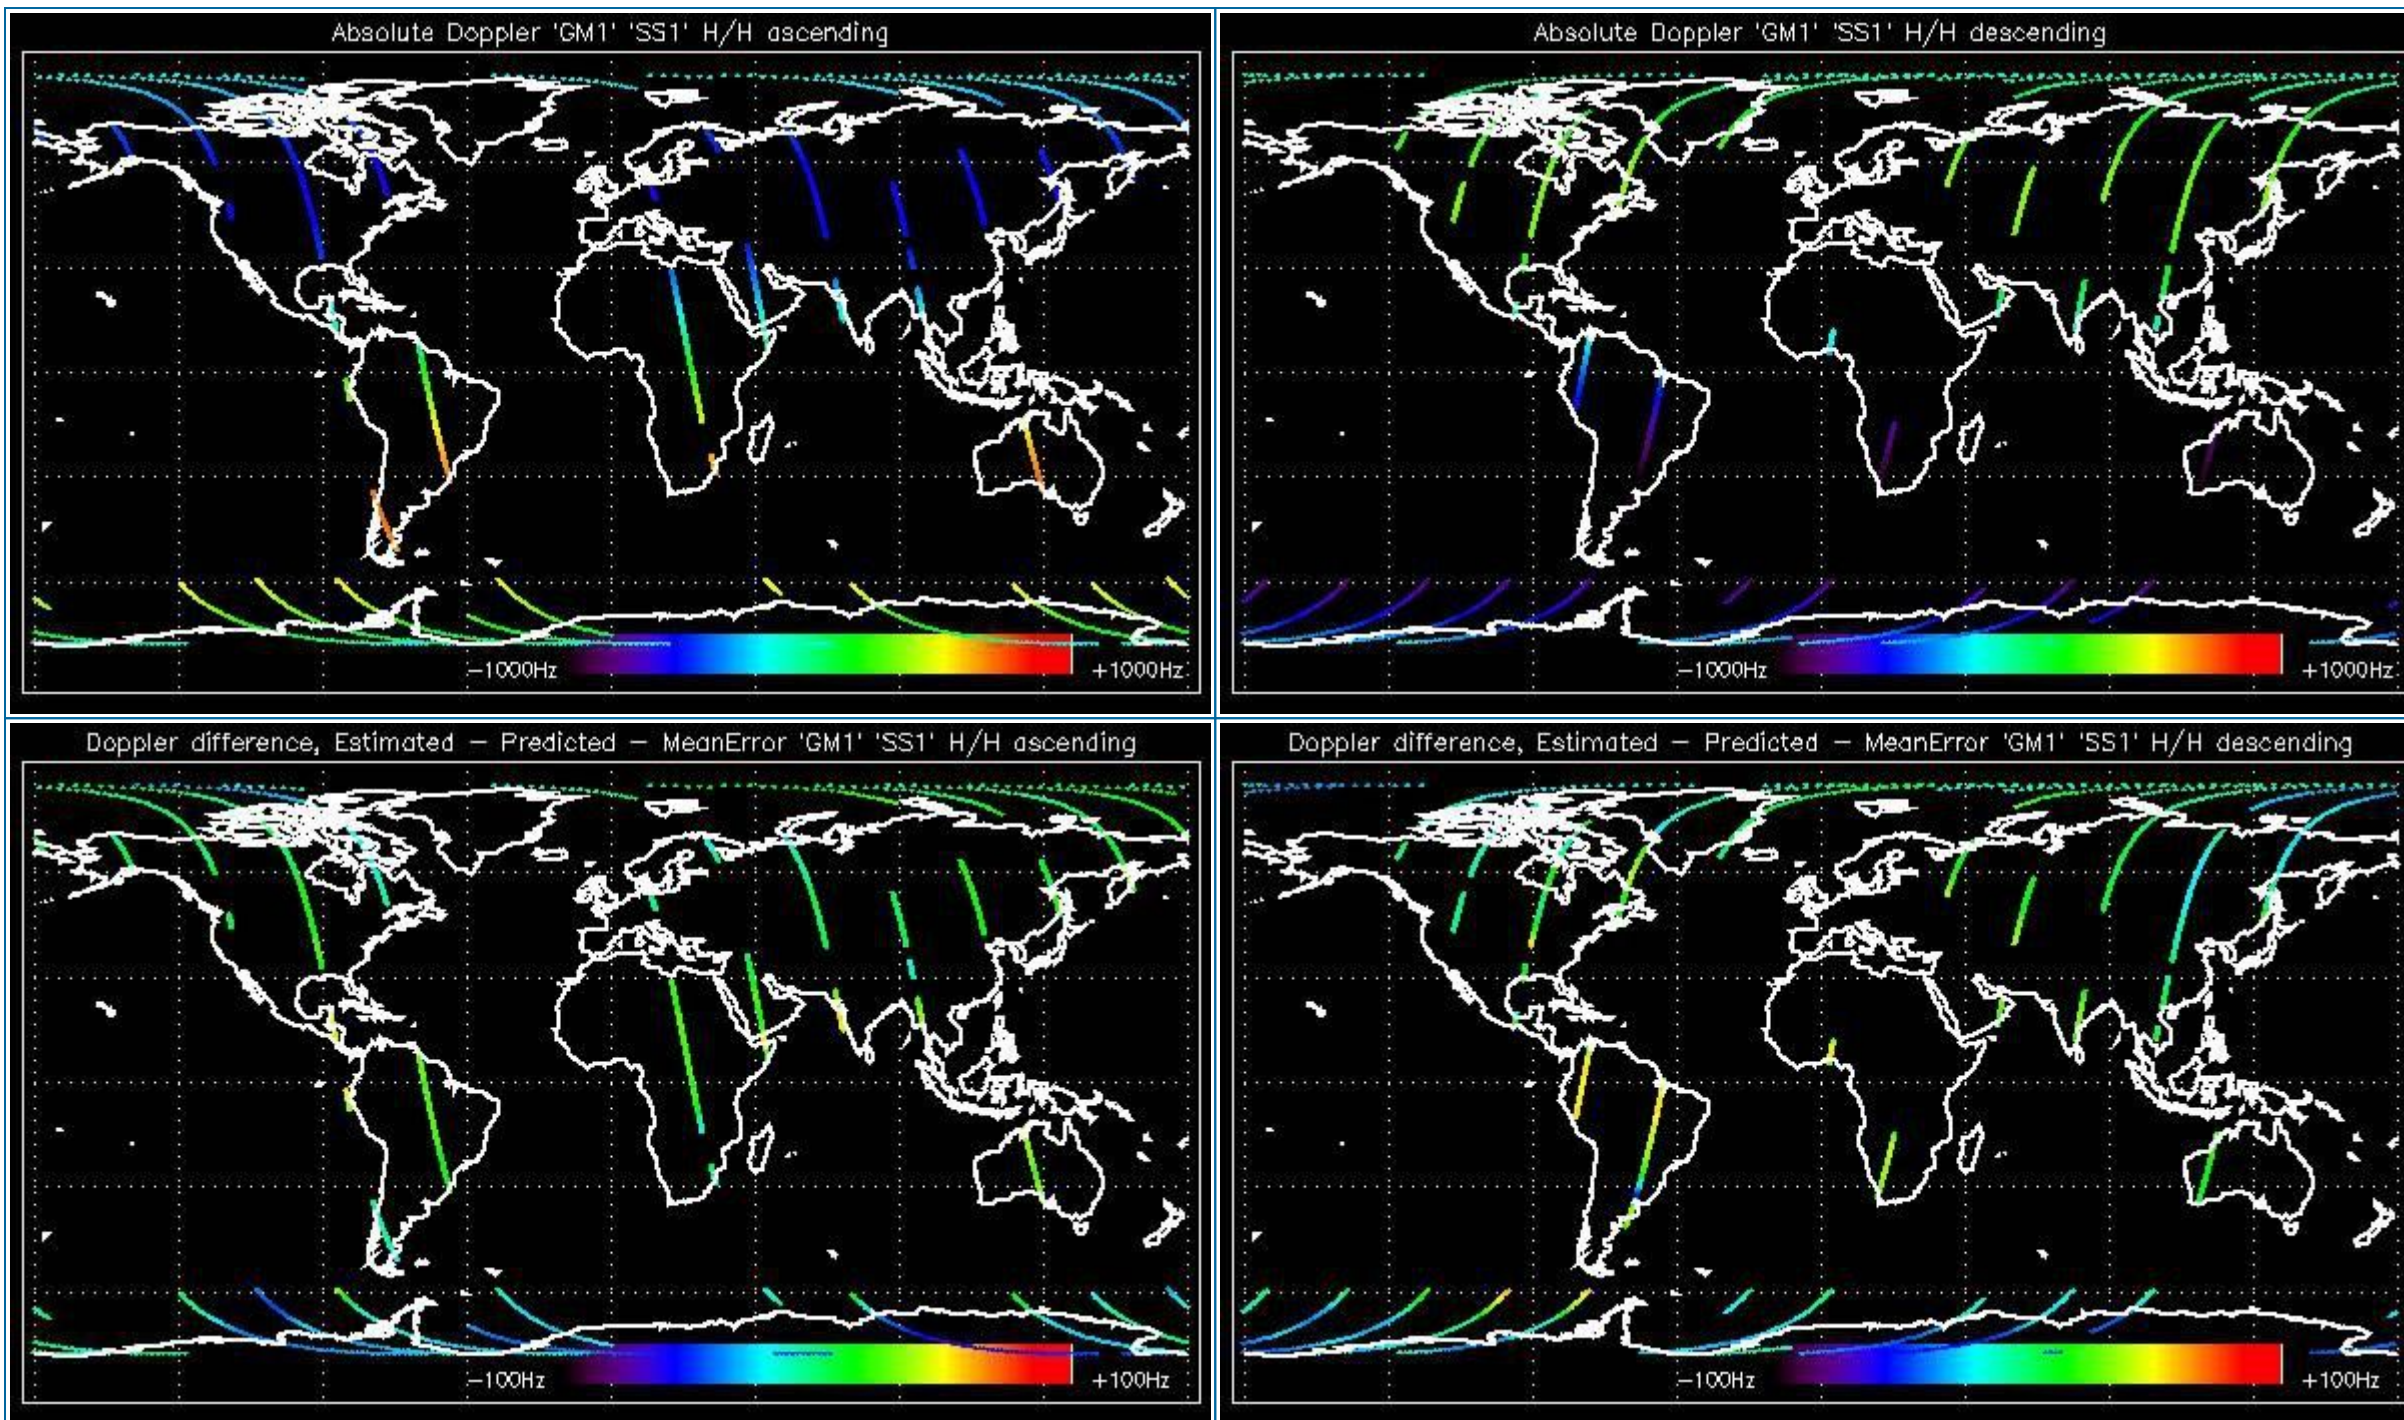 Absolute Doppler 'GM1' 'SS1' H/H ascending
-1000Hz
+1000Hz
Absolute Doppler 'GM1' 'SS1' H/H descending
-1000Hz
+1000Hz
Doppler difference, Estimated - Predicted - MeanError 'GM1' 'SS1' H/H ascending
-100Hz
+100Hz
Doppler difference, Estimated - Predicted - MeanError 'GM1' 'SS1' H/H descending
-100Hz
+100Hz